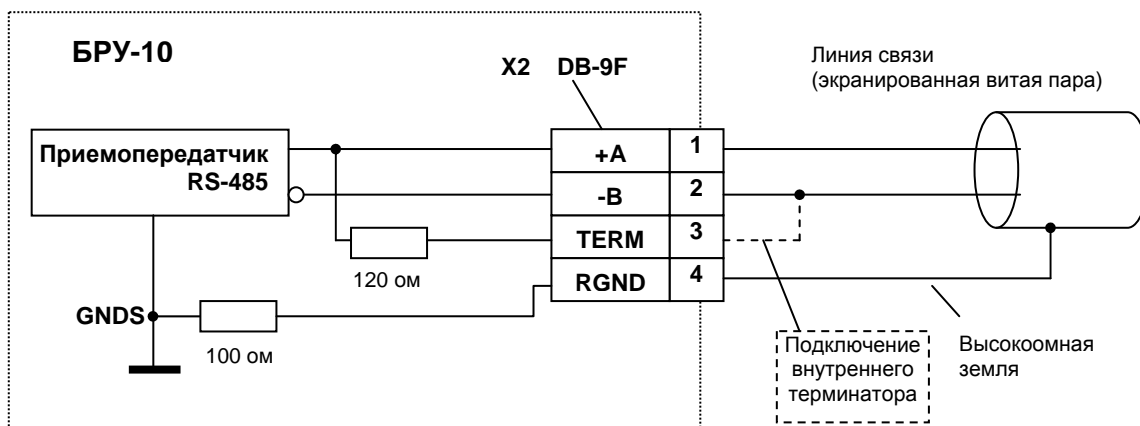 БРУ-10
X2 DB-9F
Линия связи
(экранированная витая пара)
Приемопередатчик
RS-485
+A 1
-B 2
TERM 3
RGND 4
120 ом
GNDS
100 ом
Подключение
внутреннего
терминатора
Высокоомная
земля